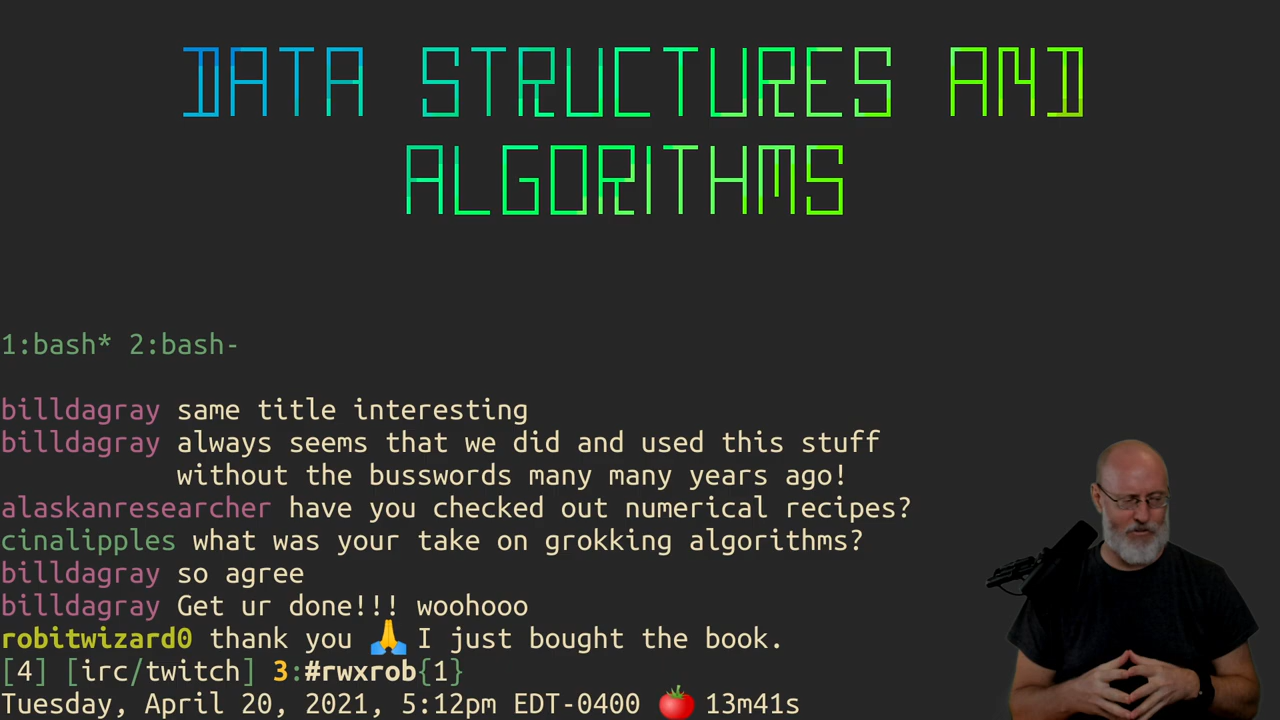 DATA STRUCTURES AND
ALGORITHMS
1:bash* 2:bash-
billdagray same title interesting
billdagray always seems that we did and used this stuff
without the busswords many many years ago!
alaskanresearcher have you checked out numerical recipes?
cinalipples what was your take on grokking algorithms?
billdagray so agree
billdagray Get ur done!!! woohooo
robitwizard0 thank you 🙏 I just bought the book.
[4] [irc/twitch] 3:#rwxrob{1}
Tuesday, April 20, 2021, 5:12pm EDT-0400 🍅 13m41s